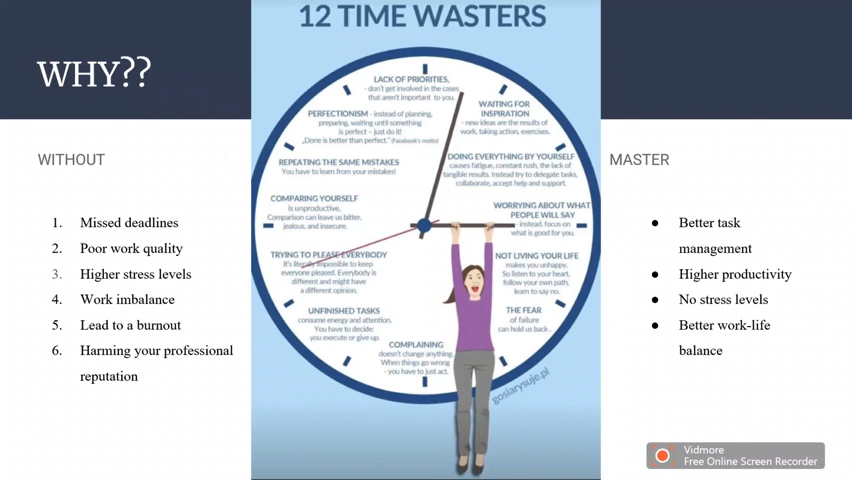 12 TIME WASTERS
WHY??
WITHOUT
1. Missed deadlines
2. Poor work quality
3. Higher stress levels
4. Work imbalance
5. Lead to a burnout
6. Harming your professional
reputation
LACK OF PRIORITIES,
- don't get involved in the cases
that aren't important to you.
WAITING FOR
INSPIRATION
- new ideas are the results of
work, taking action, exercises.
DOING EVERYTHING BY YOURSELF
causes fatigue, constant rush, the lack of
tangible results. Instead try to delegate tasks,
collaborate, accept help and support.
WORRYING ABOUT WHAT
PEOPLE WILL SAY
- instead, focus on
what is good for you.
NOT LIVING YOUR LIFE
makes you unhappy.
So listen to your heart,
follow your own path,
learn to say no.
THE FEAR
of failure
can hold us back.
COMPLAINING
doesn't change anything.
When things go wrong
- you have to just act.
UNFINISHED TASKS
consume energy and attention.
You have to decide:
you execute or give up.
TRYING TO PLEASE EVERYBODY
It's literally impossible to keep
everyone pleased. Everybody is
different and might have
a different opinion.
COMPARING YOURSELF
is unproductive,
Comparison can leave us bitter,
jealous, and insecure.
REPEATING THE SAME MISTAKES
You have to learn from your mistakes!
PERFECTIONISM - instead of planning,
preparing, waiting until something
is perfect – just do it!
„Done is better than perfect." (Facebook's motto)
gosiarysuje.pl
MASTER
● Better task
management
● Higher productivity
● No stress levels
● Better work-life
balance
Vidmore
Free Online Screen Recorder